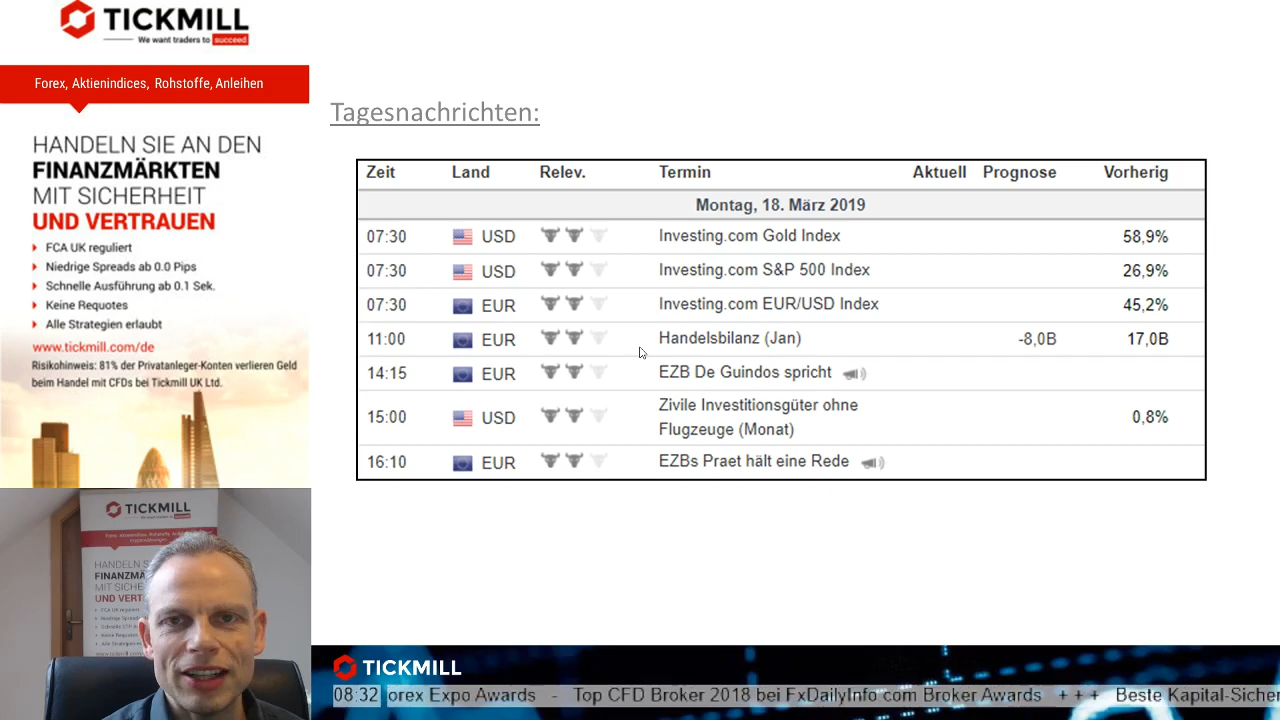 TICKMILL
We want traders to succeed
Forex, Aktienindices, Rohstoffe, Anleihen
HANDELN SIE AN DEN
FINANZMÄRKTEN
MIT SICHERHEIT
UND VERTRAUEN
FCA UK reguliert
Niedrige Spreads ab 0.0 Pips
Schnelle Ausführung ab 0.1 Sek.
Keine Requotes
Alle Strategien erlaubt
www.tickmill.com/de
Risikohinweis: 81% der Privatanleger-Konten verlieren Geld
beim Handel mit CFDs bei Tickmill UK Ltd.
Tagesnachrichten:
Zeit Land Relev. Termin Aktuell Prognose Vorherig
Montag, 18. März 2019
07:30 USD Investing.com Gold Index 58,9%
07:30 USD Investing.com S&P 500 Index 26,9%
07:30 EUR Investing.com EUR/USD Index 45,2%
11:00 EUR Handelsbilanz (Jan) -8,0B 17,0B
14:15 EUR EZB De Guindos spricht
15:00 USD Zivile Investitionsgüter ohne 0,8%
Flugzeuge (Monat)
16:10 EUR EZBs Praet hält eine Rede
TICKMILL
HANDELN
FINANZMÄ
MIT SICHE
UND VERT
TICKMILL
08:32 orex Expo Awards - Top CFD Broker 2018 bei FxDailyInfo com Broker Awards + + + Beste Kapital-Sicher